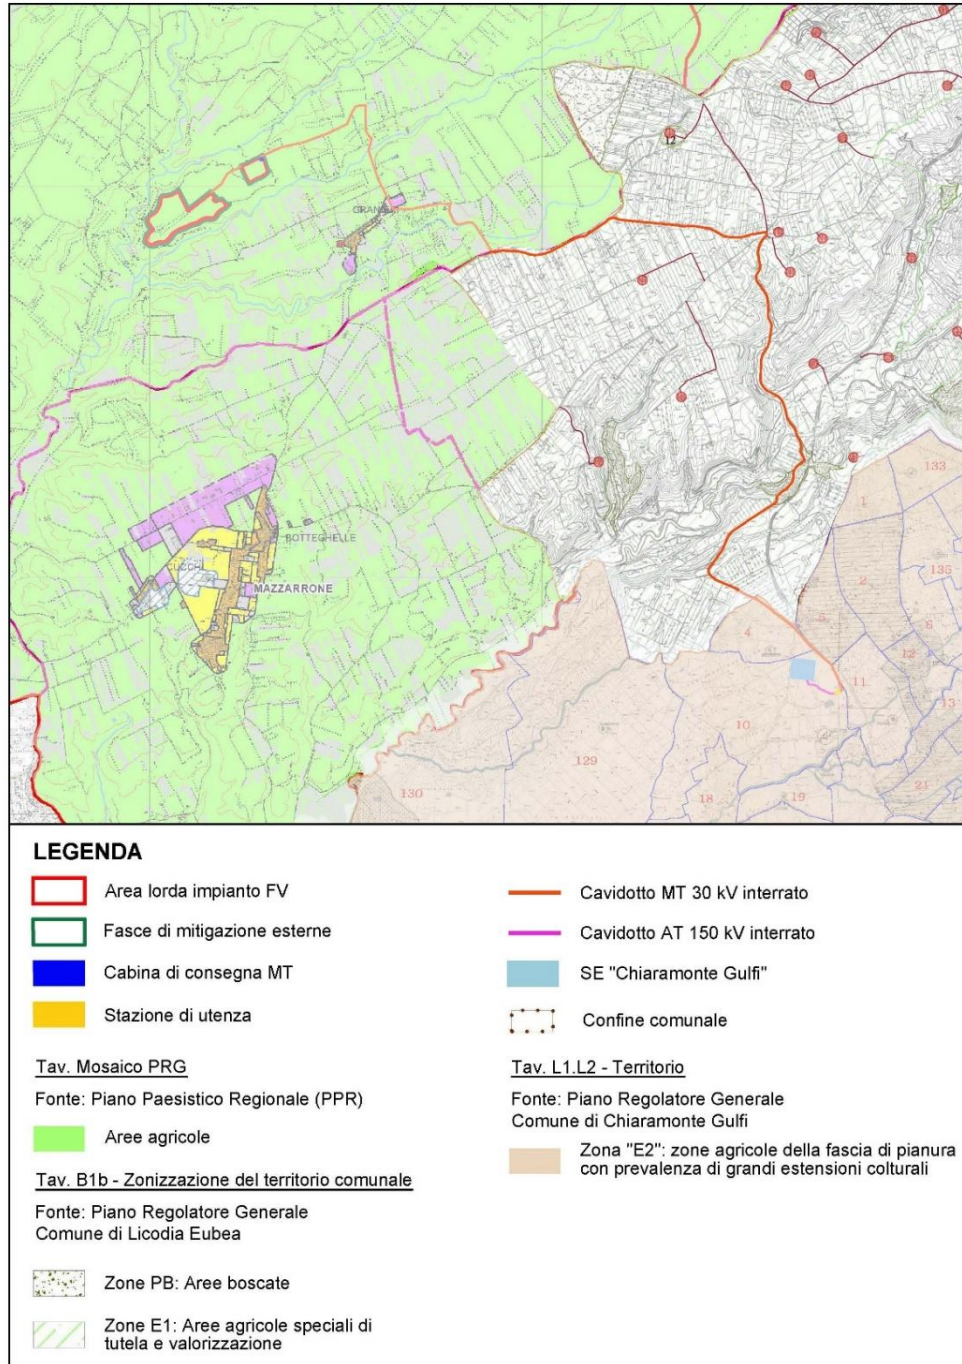 12
133
1
GRANI
2
135
BOTTEGHELLE
CUCCHI
MAZZARRONE
4
5
6
12
11
13
10
129
130
18
19
21
LEGENDA
Area lorda impianto FV
Fasce di mitigazione esterne
Cabina di consegna MT
Stazione di utenza
Tav. Mosaico PRG
Fonte: Piano Paesistico Regionale (PPR)
Aree agricole
Tav. B1b - Zonizzazione del territorio comunale
Fonte: Piano Regolatore Generale
Comune di Licodia Eubea
Zone PB: Aree boscate
Zone E1: Aree agricole speciali di
tutela e valorizzazione
Cavidotto MT 30 kV interrato
Cavidotto AT 150 kV interrato
SE "Chiaramonte Gulfi"
Confine comunale
Tav. L1.L2 - Territorio
Fonte: Piano Regolatore Generale
Comune di Chiaramonte Gulfi
Zona "E2": zone agricole della fascia di pianura
con prevalenza di grandi estensioni colturali